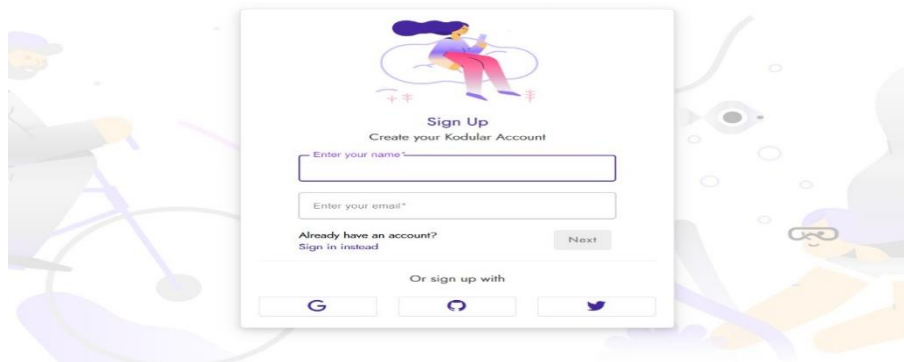 Sign Up
Create your Kodular Account
Enter your name*
Enter your email*
Already have an account?
Sign in instead
Next
Or sign up with
G